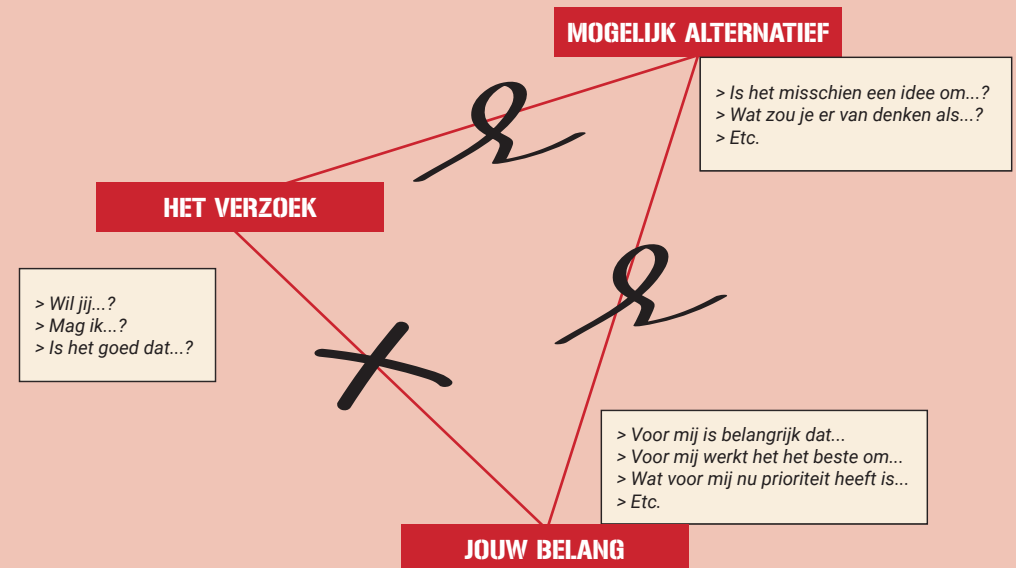 MOGELIJK ALTERNATIEF
> Is het misschien een idee om...?
> Wat zou je er van denken als...?
> Etc.
HET VERZOEK
> Wil jij...?
> Mag ik...?
> Is het goed dat...?
> Voor mij is belangrijk dat...
> Voor mij werkt het het beste om...
> Wat voor mij nu prioriteit heeft is...
> Etc.
JOUW BELANG